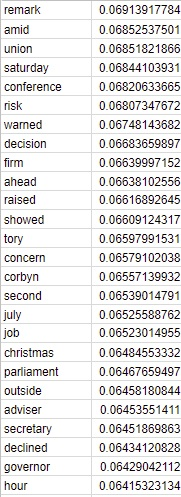 remark 0.06913917784
amid 0.06852537501
union 0.06851821866
saturday 0.06844103931
conference 0.06820633665
risk 0.06807347672
warned 0.06748143682
decision 0.06683659897
firm 0.06639997152
ahead 0.06638102556
raised 0.06616892645
showed 0.06609124317
tory 0.06597991531
concern 0.06579102038
corbyn 0.06557139932
second 0.06539014791
july 0.06525588762
job 0.06523014955
christmas 0.06484553332
parliament 0.06467659497
outside 0.06458180844
adviser 0.06453551411
secretary 0.06451869863
declined 0.06434120828
governor 0.06429042112
hour 0.06415323134